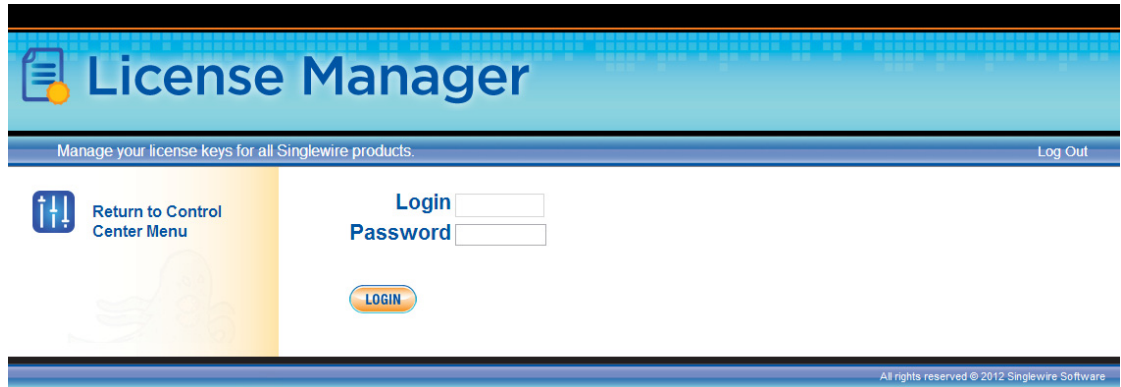 License Manager
Manage your license keys for all Singlewire products.
Log Out
Return to Control
Center Menu
Login
Password
LOGIN
All rights reserved © 2012 Singlewire Software